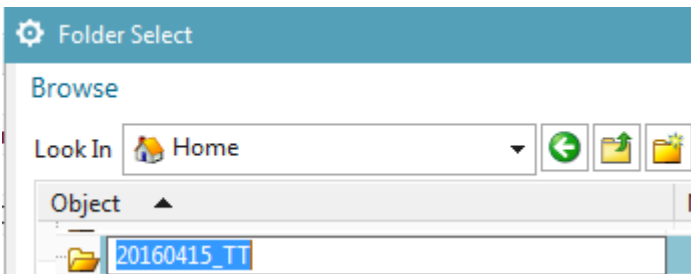 Folder Select
Browse
Look In Home
Object
20160415_TT